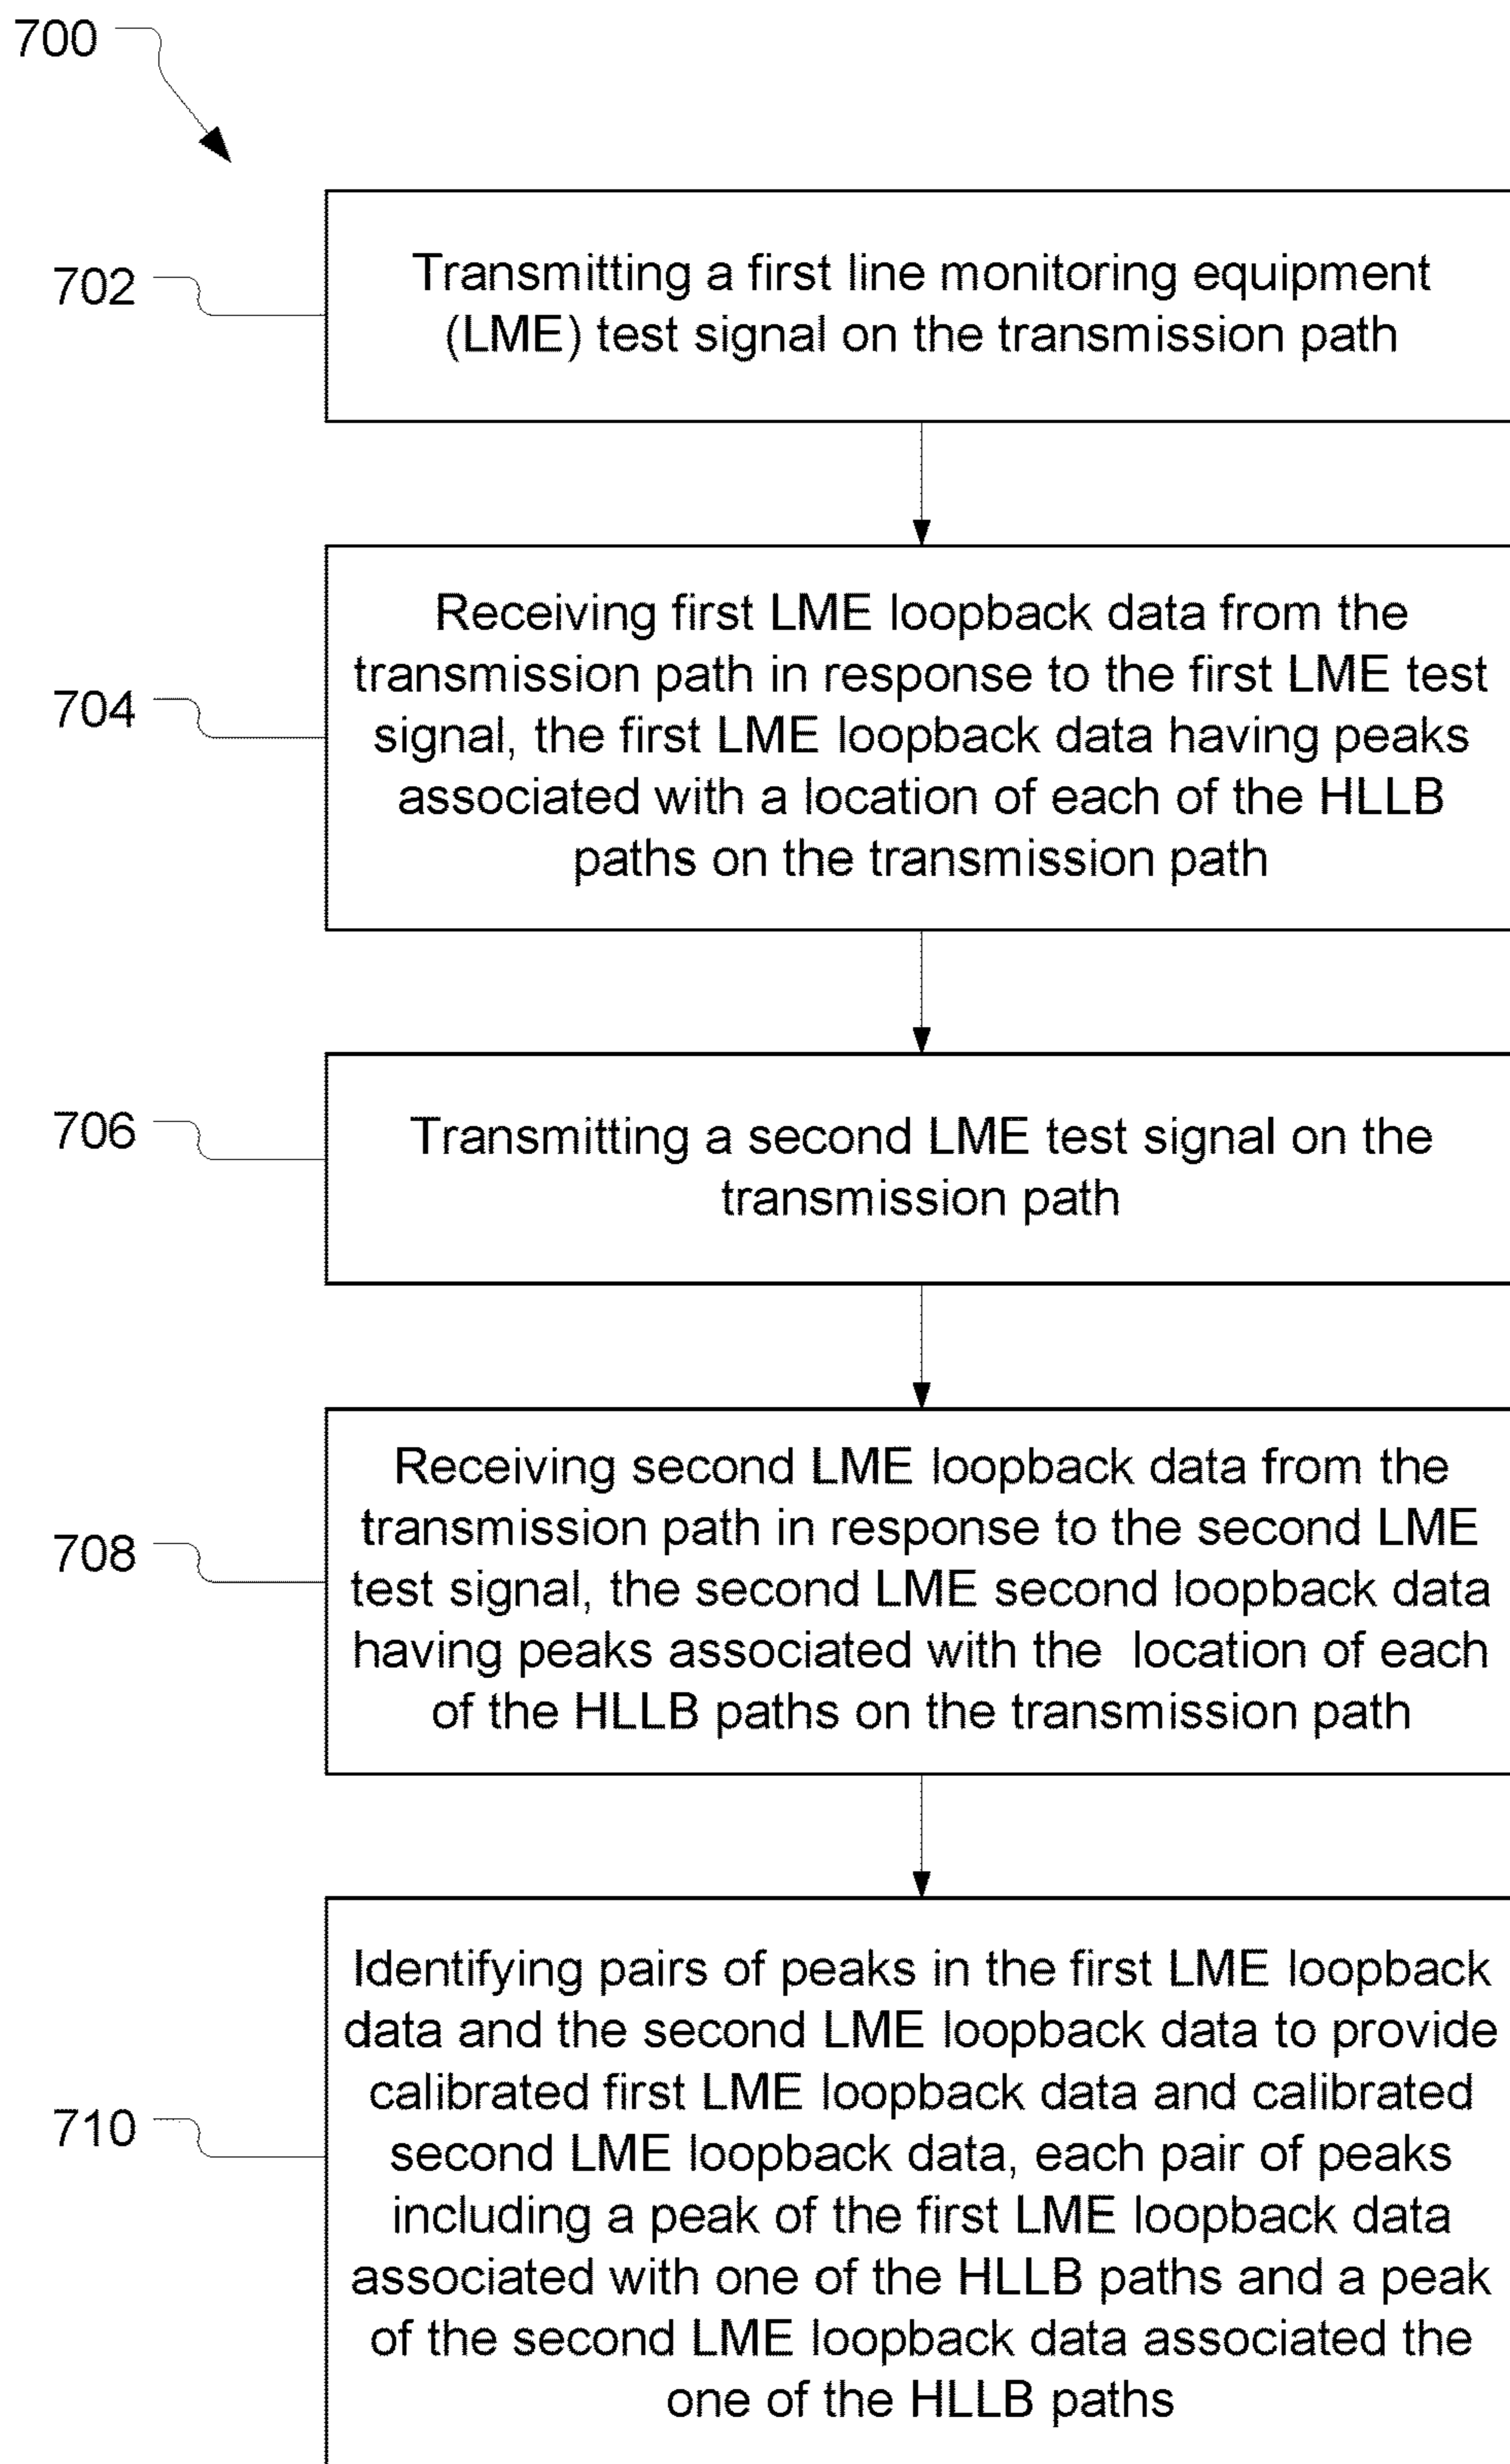 700
702
Transmitting a first line monitoring equipment
(LME) test signal on the transmission path
704
Receiving first LME loopback data from the
transmission path in response to the first LME test
signal, the first LME loopback data having peaks
associated with a location of each of the HLLB
paths on the transmission path
706
Transmitting a second LME test signal on the
transmission path
708
Receiving second LME loopback data from the
transmission path in response to the second LME
test signal, the second LME second loopback data
having peaks associated with the  location of each
of the HLLB paths on the transmission path
710
Identifying pairs of peaks in the first LME loopback
data and the second LME loopback data to provide
calibrated first LME loopback data and calibrated
second LME loopback data, each pair of peaks
including a peak of the first LME loopback data
associated with one of the HLLB paths and a peak
of the second LME loopback data associated the
one of the HLLB paths